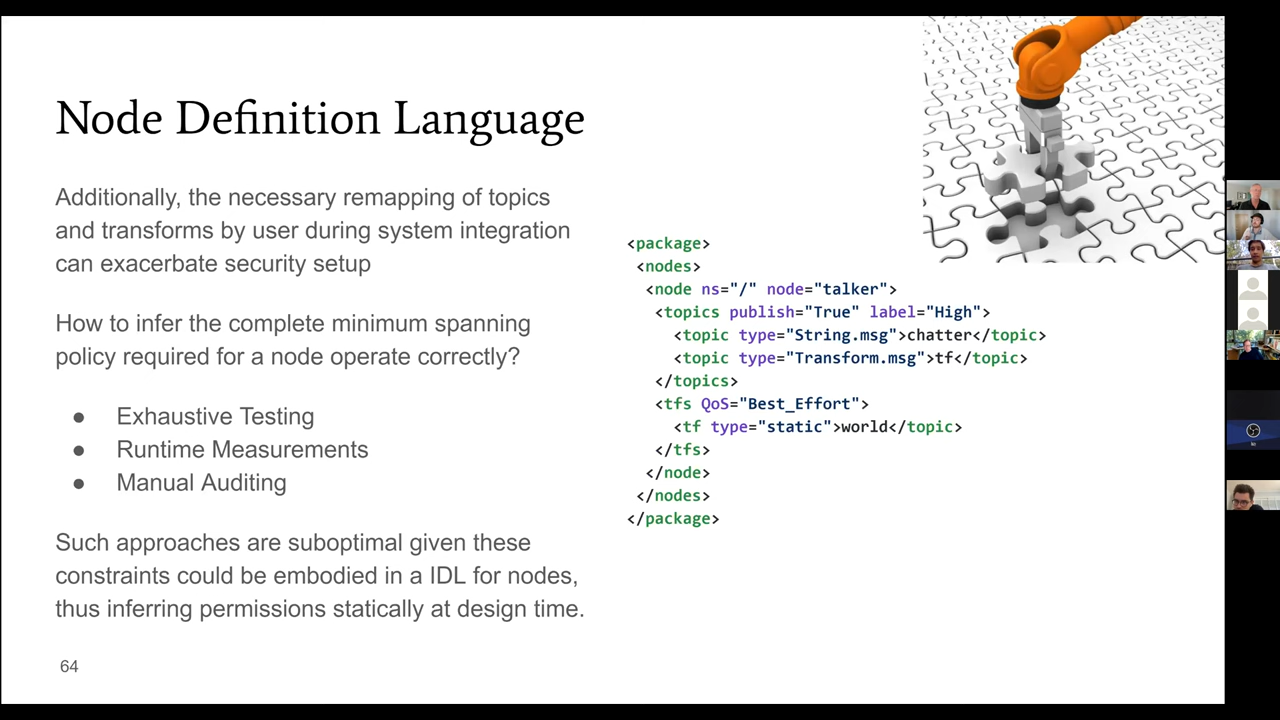 Node Definition Language
Additionally, the necessary remapping of topics
and transforms by user during system integration
can exacerbate security setup
How to infer the complete minimum spanning
policy required for a node operate correctly?
● Exhaustive Testing
● Runtime Measurements
● Manual Auditing
Such approaches are suboptimal given these
constraints could be embodied in a IDL for nodes,
thus inferring permissions statically at design time.
<package>
<nodes>
<node ns="/" node="talker">
<topics publish="True" label="High">
<topic type="String.msg">chatter</topic>
<topic type="Transform.msg">tf</topic>
</topics>
<tfs QoS="Best_Effort">
<tf type="static">world</topic>
</tfs>
</node>
</nodes>
</package>
64